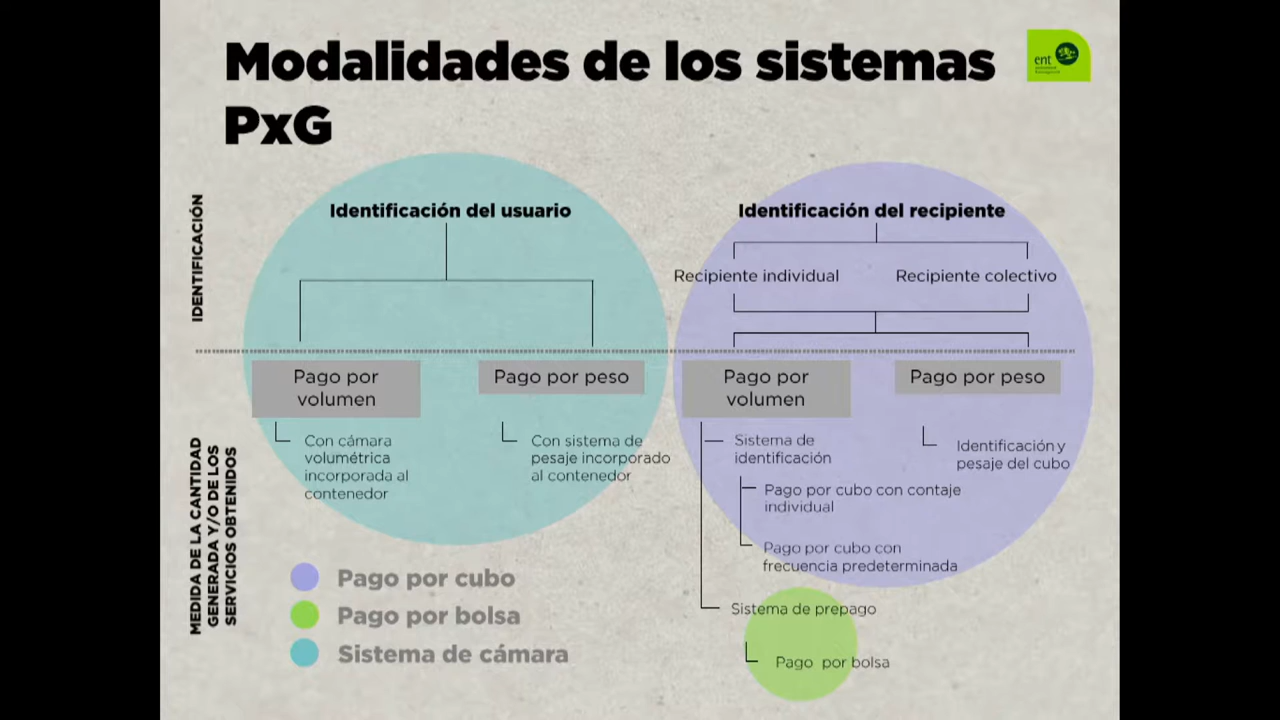 Modalidades de los sistemas
PxG
ent
IDENTIFICACIÓN
Identificación del usuario
Identificación del recipiente
Recipiente individual
Recipiente colectivo
MEDIDA DE LA CANTIDAD
GENERADA Y/O DE LOS
SERVICIOS OBTENIDOS
Pago por
volumen
Pago por peso
Pago por
volumen
Pago por peso
Con cámara
volumétrica
incorporada al
contenedor
Con sistema de
pesaje incorporado
al contenedor
Sistema de
identificación
Identificación y
pesaje del cubo
Pago por cubo con contaje
individual
Pago por cubo con
frecuencia predeterminada
Sistema de prepago
Pago por bolsa
Pago por cubo
Pago por bolsa
Sistema de cámara